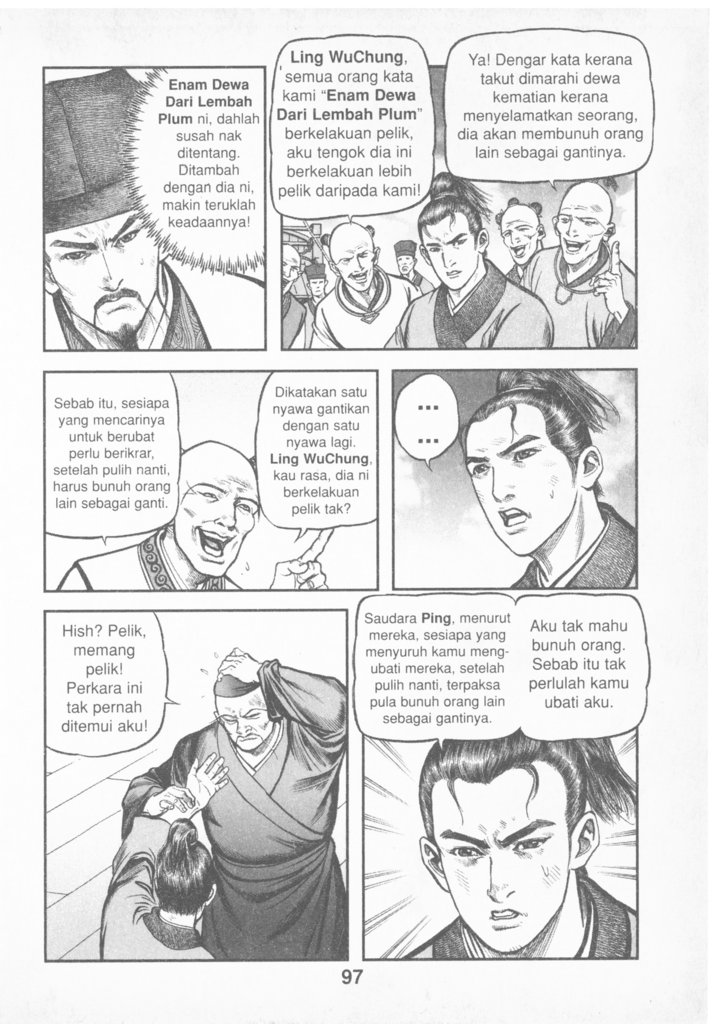 Enam Dewa
Dari Lembah
Plum ni, dahlah
susah nak
ditentang.
Ditambah
dengan dia ni,
makin teruklah
keadaannya!
Ling WuChung,
semua orang kata
kami “Enam Dewa
Dari Lembah Plum”
berkelakuan pelik,
aku tengok dia ini
berkelakuan lebih
pelik daripada kami!
Ya! Dengar kata kerana
takut dimarahi dewa
kematian kerana
menyelamatkan seorang,
dia akan membunuh orang
lain sebagai gantinya.
Sebab itu, sesiapa
yang mencarinya
untuk berubat
perlu berikrar,
setelah pulih nanti,
harus bunuh orang
lain sebagai ganti.
Dikatakan satu
nyawa gantikan
dengan satu
nyawa lagi.
Ling WuChung,
kau rasa, dia ni
berkelakuan
pelik tak?
...
...
Hish? Pelik,
memang
pelik!
Perkara ini
tak pernah
ditemui aku!
Saudara Ping, menurut
mereka, sesiapa yang
menyuruh kamu meng-
ubati mereka, setelah
pulih nanti, terpaksa
pula bunuh orang lain
sebagai gantinya.
Aku tak mahu
bunuh orang.
Sebab itu tak
perlulah kamu
ubati aku.
97